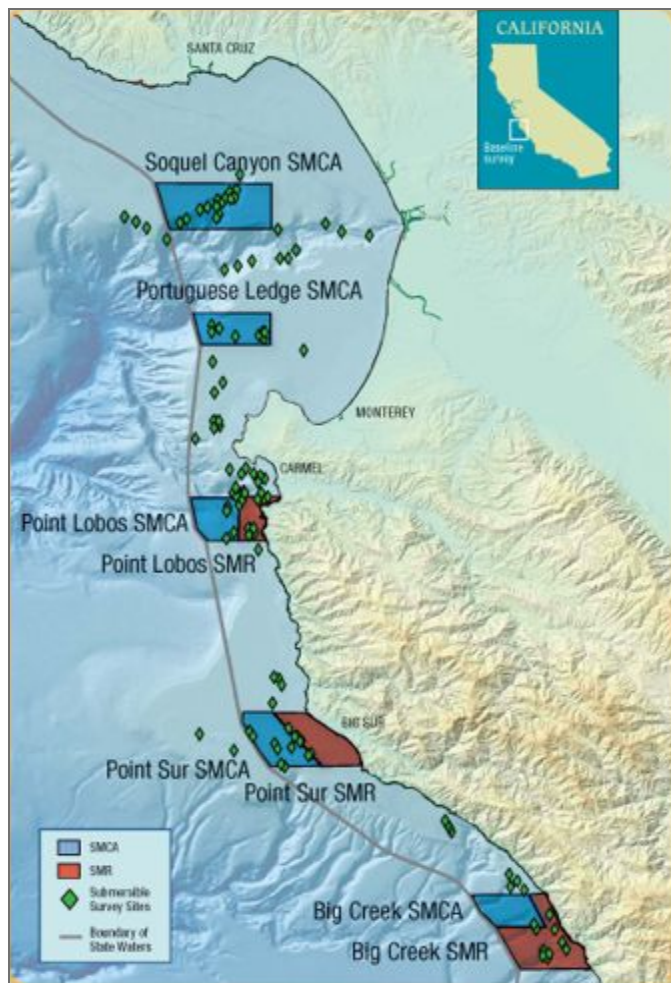 CALIFORNIA
Baseline
survey
SANTA CRUZ
Soquel Canyon SMCA
Portuguese Ledge SMCA
MONTEREY
CARMEL
Point Lobos SMCA
Point Lobos SMR
BIG SUR
Point Sur SMCA
Point Sur SMR
Big Creek SMCA
Big Creek SMR
SMCA
SMR
Submersible
Survey Sites
Boundary of
State Waters